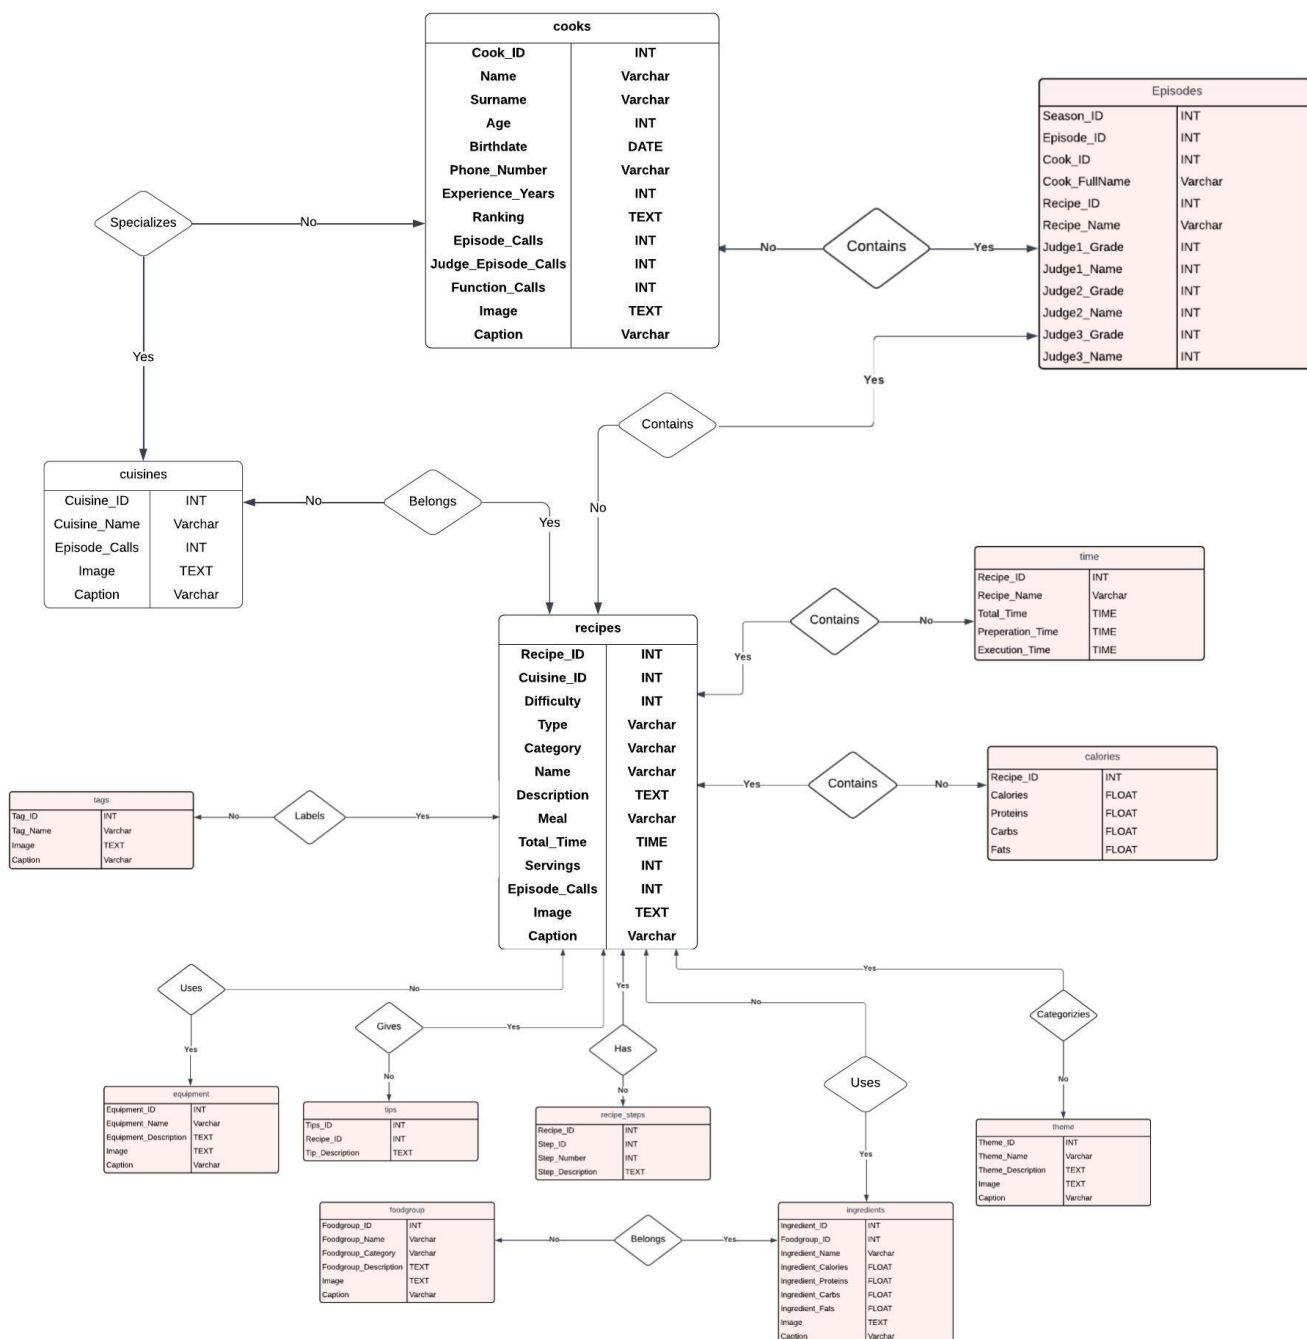 cooks
Cook_ID INT
Name Varchar
Surname Varchar
Age INT
Birthdate DATE
Phone_Number Varchar
Experience_Years INT
Ranking TEXT
Episode_Calls INT
Judge_Episode_Calls INT
Function_Calls INT
Image TEXT
Caption Varchar
Episodes
Season_ID INT
Episode_ID INT
Cook_ID INT
Cook_FullName Varchar
Recipe_ID INT
Recipe_Name Varchar
Judge1_Grade INT
Judge1_Name INT
Judge2_Grade INT
Judge2_Name INT
Judge3_Grade INT
Judge3_Name INT
Specializes
No
Yes
No
Contains
Yes
Contains
Yes
No
cuisines
Cuisine_ID INT
Cuisine_Name Varchar
Episode_Calls INT
Image TEXT
Caption Varchar
No
Belongs
Yes
recipes
Recipe_ID INT
Cuisine_ID INT
Difficulty INT
Type Varchar
Category Varchar
Name Varchar
Description TEXT
Meal Varchar
Total_Time TIME
Servings INT
Episode_Calls INT
Image TEXT
Caption Varchar
Yes
Contains
No
time
Recipe_ID INT
Recipe_Name Varchar
Total_Time TIME
Preperation_Time TIME
Execution_Time TIME
Yes
Contains
No
calories
Recipe_ID INT
Calories FLOAT
Proteins FLOAT
Carbs FLOAT
Fats FLOAT
tags
Tag_ID INT
Tag_Name Varchar
Image TEXT
Caption Varchar
No
Labels
Yes
Uses
No
Yes
equipment
Equipment_ID INT
Equipment_Name Varchar
Equipment_Description TEXT
Image TEXT
Caption Varchar
Gives
Yes
No
tips
Tips_ID INT
Recipe_ID INT
Tip_Description TEXT
Yes
Has
No
recipe_steps
Recipe_ID INT
Step_ID INT
Step_Number INT
Step_Description TEXT
No
Uses
Yes
Yes
Categorizies
No
theme
Theme_ID INT
Theme_Name Varchar
Theme_Description TEXT
Image TEXT
Caption Varchar
foodgroup
Foodgroup_ID INT
Foodgroup_Name Varchar
Foodgroup_Category Varchar
Foodgroup_Description TEXT
Image TEXT
Caption Varchar
No
Belongs
Yes
ingredients
Ingredient_ID INT
Foodgroup_ID INT
Ingredient_Name Varchar
Ingredient_Calories FLOAT
Ingredient_Proteins FLOAT
Ingredient_Carbs FLOAT
Ingredient_Fats FLOAT
Image TEXT
Caption Varchar